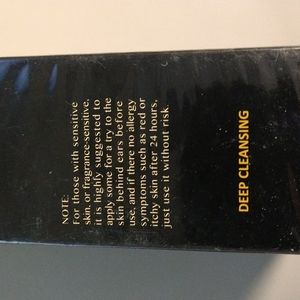 NOTE:
For those with sensitive
skin, or fragrance-sensitive,
it is highly suggested to
apply some for a try to the
skin behind ears before
use, and if there no allergy
symptoms such as red or
itchy skin after 24 hours,
just use it without risk.
DEEP CLEANSING